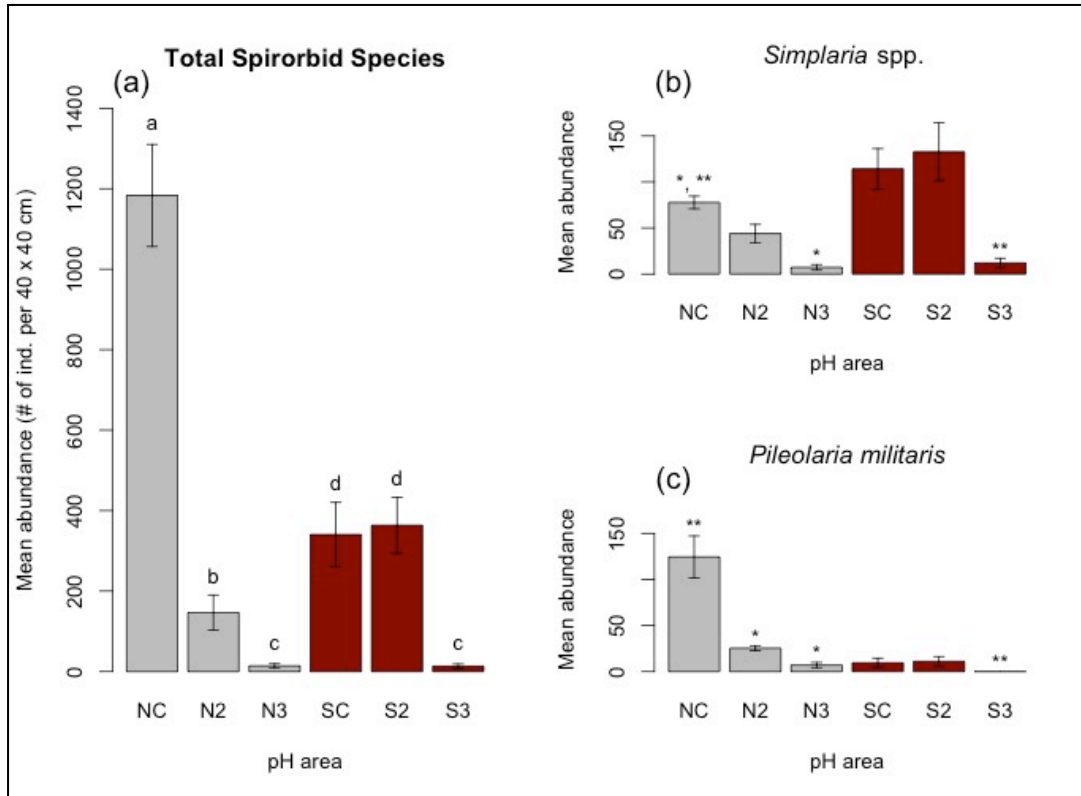 Total Spirorbid Species
(a)
Mean abundance (# of ind. per 40 x 40 cm)
1400
1200
1000
800
600
400
200
0
a
b
c
d
d
c
NC N2 N3 SC S2 S3
pH area
Simplaria spp.
(b)
Mean abundance
150
50
0
*, **
*
**
NC N2 N3 SC S2 S3
pH area
Pileolaria militaris
(c)
Mean abundance
150
50
0
**
*
*
**
NC N2 N3 SC S2 S3
pH area